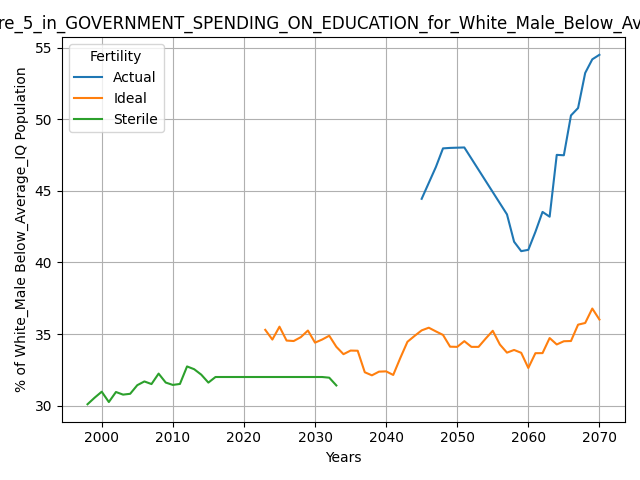 re_5_in_GOVERNMENT_SPENDING_ON_EDUCATION_for_White_Male_Below_Av
Fertility
Actual
Ideal
Sterile
% of White_Male Below_Average_IQ Population
55
50
45
40
35
30
2000 2010 2020 2030 2040 2050 2060 2070
Years